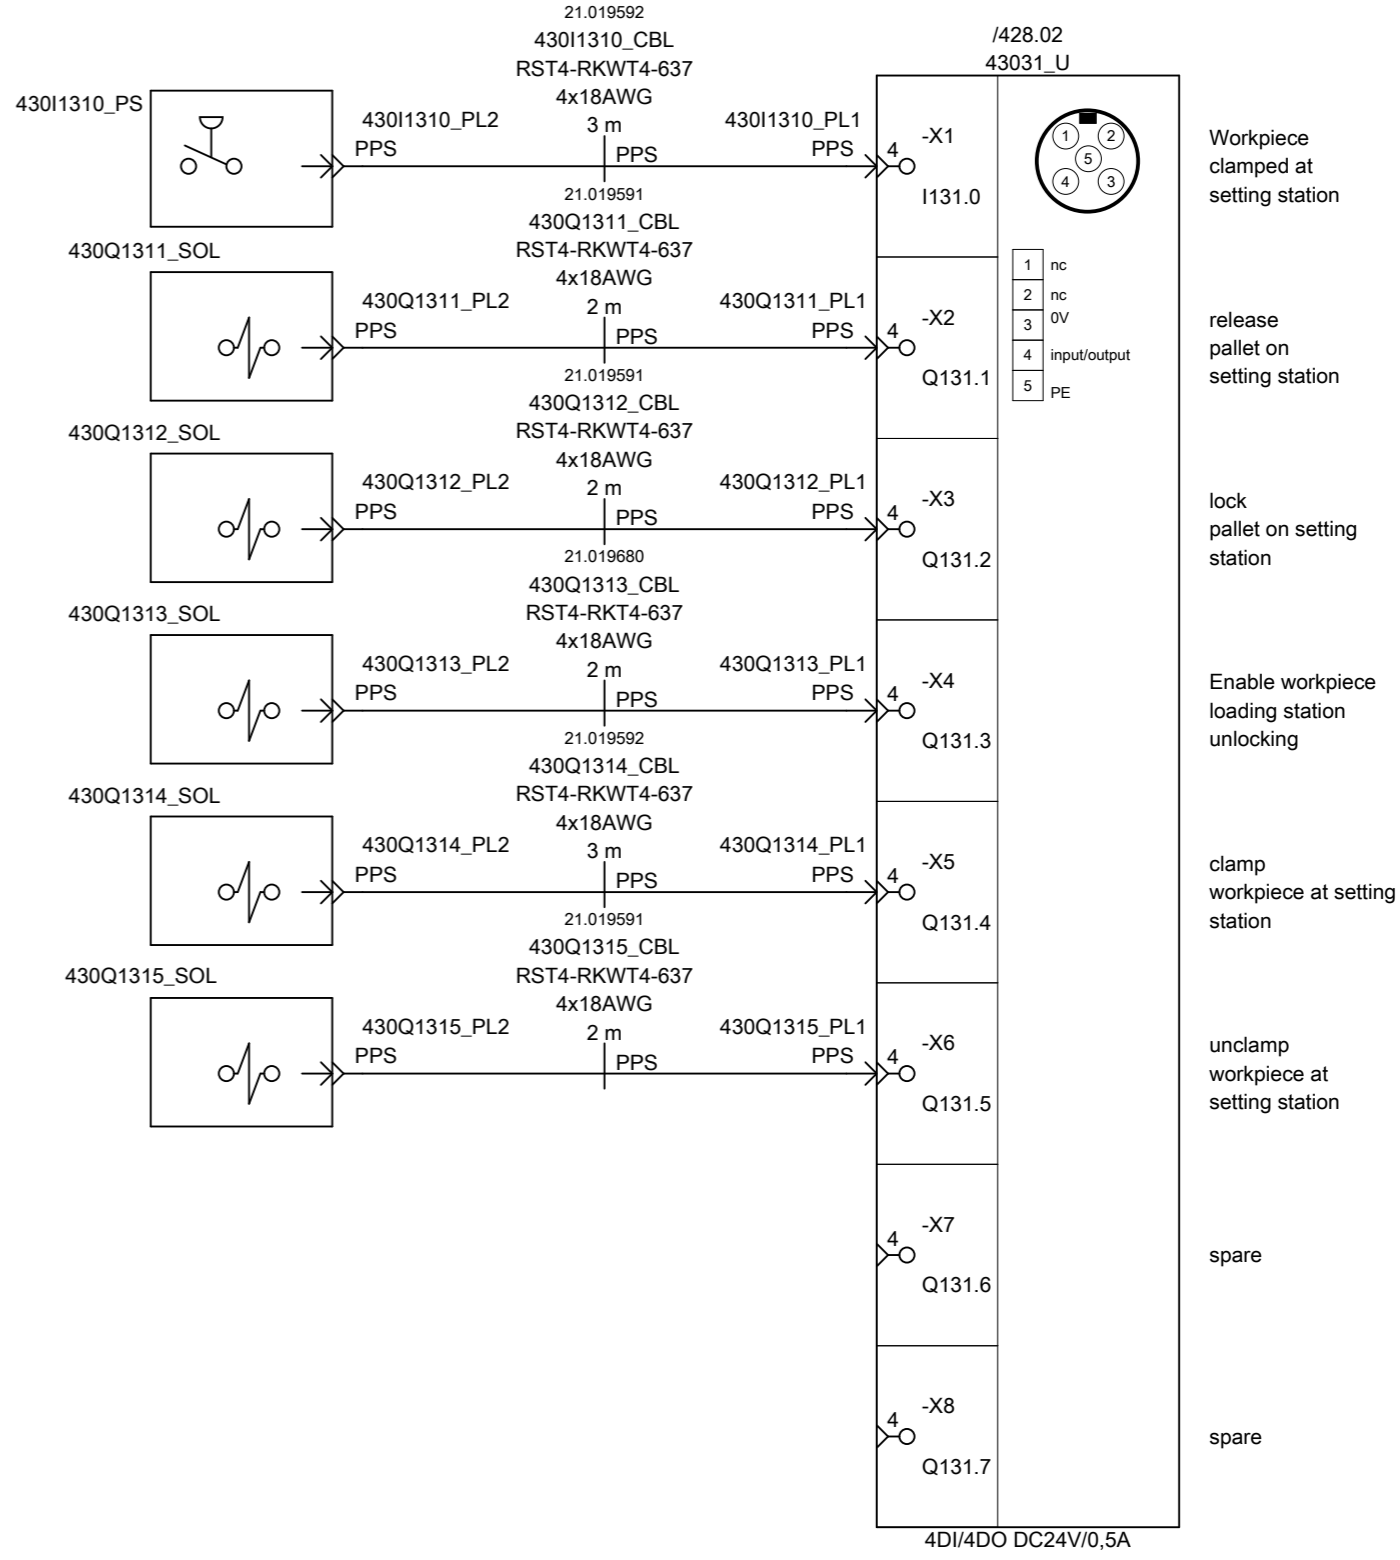 21.019592
430I1310_CBL
RST4-RKWT4-637
4x18AWG
3 m
/428.02
43031_U
430I1310_PS
430I1310_PL2
PPS
PPS
430I1310_PL1
PPS
4
-X1
I131.0
1
2
5
4
3
Workpiece
clamped at
setting station
21.019591
430Q1311_CBL
RST4-RKWT4-637
4x18AWG
2 m
430Q1311_SOL
430Q1311_PL2
PPS
PPS
430Q1311_PL1
PPS
4
-X2
Q131.1
1 nc
2 nc
3 0V
4 input/output
5 PE
release
pallet on
setting station
21.019591
430Q1312_CBL
RST4-RKWT4-637
4x18AWG
2 m
430Q1312_SOL
430Q1312_PL2
PPS
PPS
430Q1312_PL1
PPS
4
-X3
Q131.2
lock
pallet on setting
station
21.019680
430Q1313_CBL
RST4-RKT4-637
4x18AWG
2 m
430Q1313_SOL
430Q1313_PL2
PPS
PPS
430Q1313_PL1
PPS
4
-X4
Q131.3
Enable workpiece
loading station
unlocking
21.019592
430Q1314_CBL
RST4-RKWT4-637
4x18AWG
3 m
430Q1314_SOL
430Q1314_PL2
PPS
PPS
430Q1314_PL1
PPS
4
-X5
Q131.4
clamp
workpiece at setting
station
21.019591
430Q1315_CBL
RST4-RKWT4-637
4x18AWG
2 m
430Q1315_SOL
430Q1315_PL2
PPS
PPS
430Q1315_PL1
PPS
4
-X6
Q131.5
unclamp
workpiece at
setting station
4
-X7
Q131.6
spare
4
-X8
Q131.7
spare
4DI/4DO DC24V/0,5A